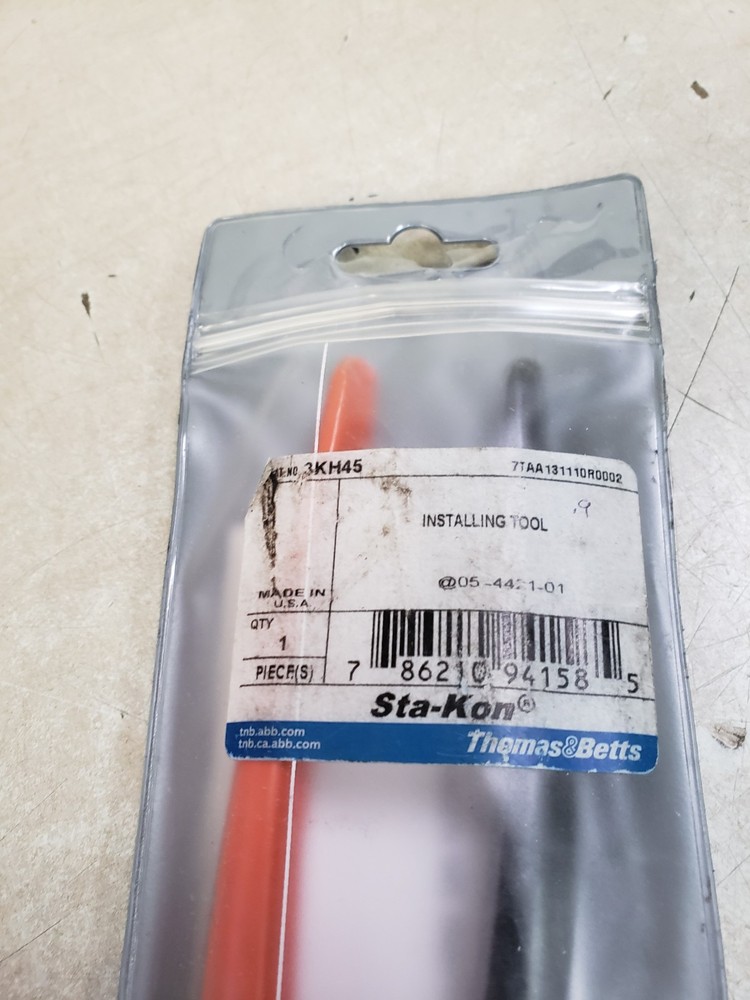 3KH45 7TAA131110R0002
INSTALLING TOOL
MADE IN
U.S.A.
QTY
1
PIECE(S)
7 86210 94158 5
Sta-Kon®
tnb.abb.com
tnb.ca.abb.com
Thomas&Betts